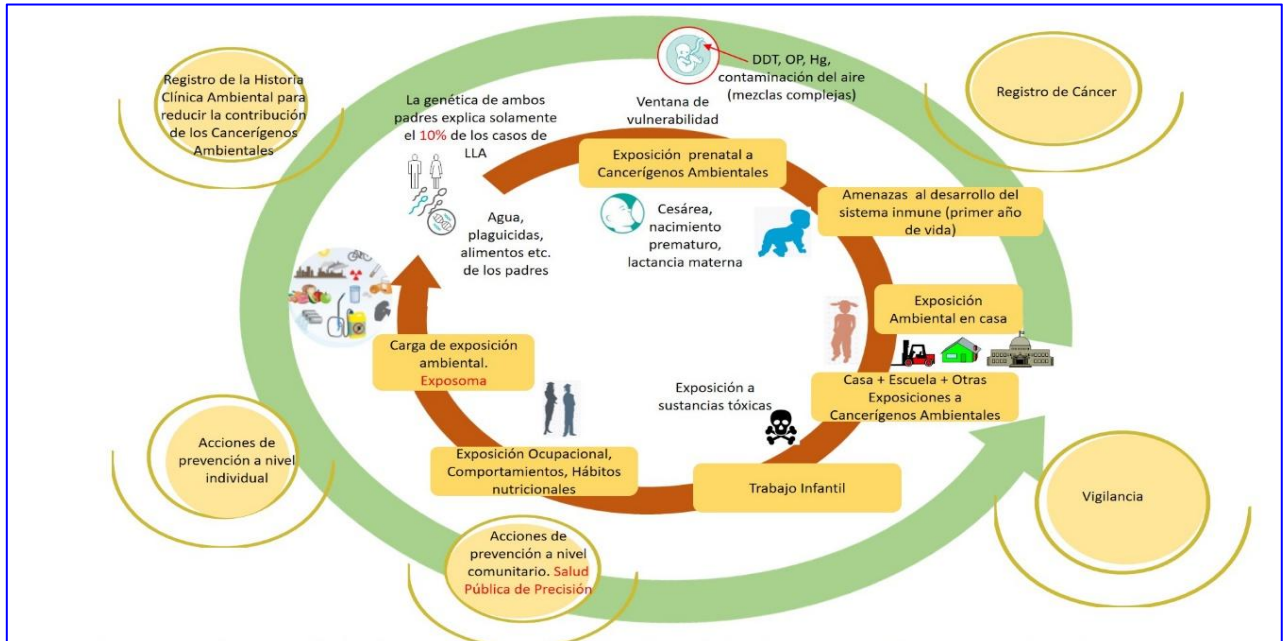 Registro de la Historia
Clínica Ambiental para
reducir la contribución
de los Cancerígenos
Ambientales
La genética de ambos
padres explica solamente
el 10% de los casos de
LLA
Agua,
plaguicidas,
alimentos etc.
de los padres
Ventana de
vulnerabilidad
DDT, OP, Hg,
contaminación del aire
(mezclas complejas)
Registro de Cáncer
Exposición prenatal a
Cancerígenos Ambientales
Cesárea,
nacimiento
prematuro,
lactancia materna
Amenazas al desarrollo del
sistema inmune (primer año
de vida)
Exposición
Ambiental en casa
Casa + Escuela + Otras
Exposiciones a
Cancerígenos Ambientales
Exposición a
sustancias tóxicas
Trabajo Infantil
Exposición Ocupacional,
Comportamientos, Hábitos
nutricionales
Carga de exposición
ambiental.
Exposoma
Acciones de
prevención a nivel
individual
Acciones de
prevención a nivel
comunitario. Salud
Pública de Precisión
Vigilancia